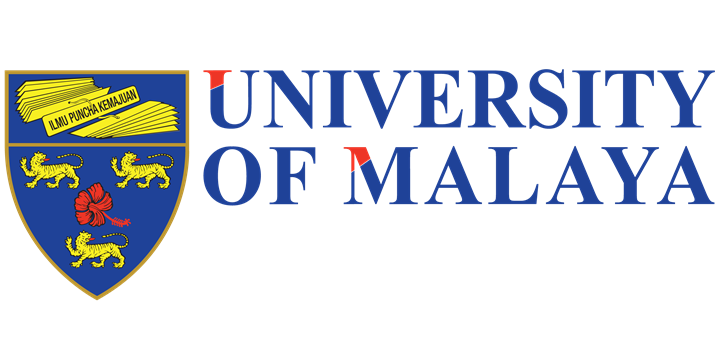 ILMU PUNCHA KEMAJUAN
UNIVERSITY
OF MALAYA